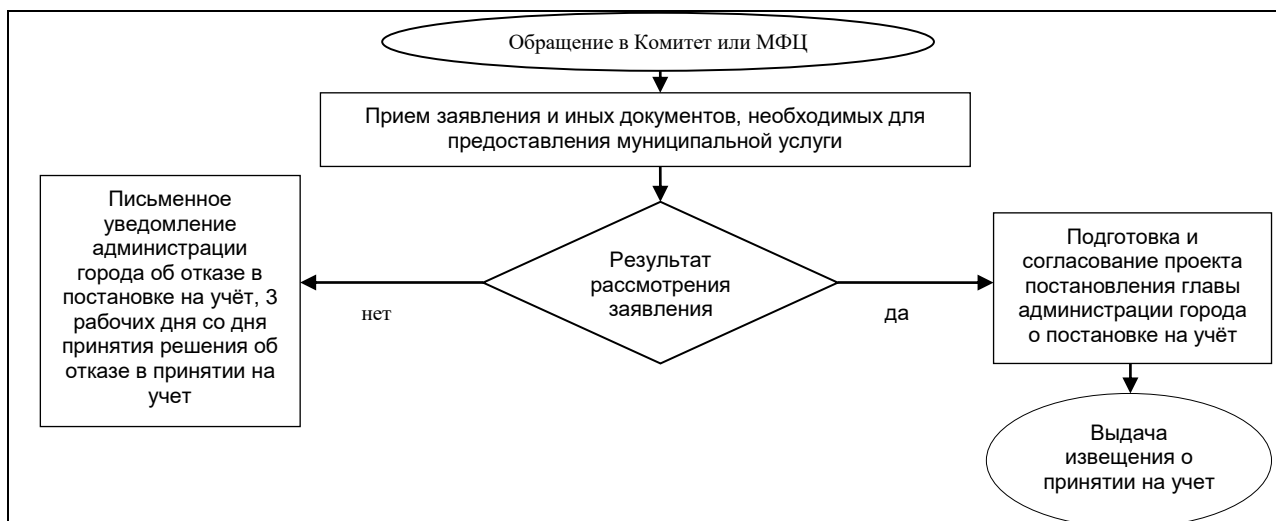 Обращение в Комитет или МФЦ
Прием заявления и иных документов, необходимых для
предоставления муниципальной услуги
Письменное
уведомление
администрации
города об отказе в
постановке на учёт, 3
рабочих дня со дня
принятия решения об
отказе в принятии на
учет
Результат
рассмотрения
заявления
нет
да
Подготовка и
согласование проекта
постановления главы
администрации города
о постановке на учёт
Выдача
извещения о
принятии на учет